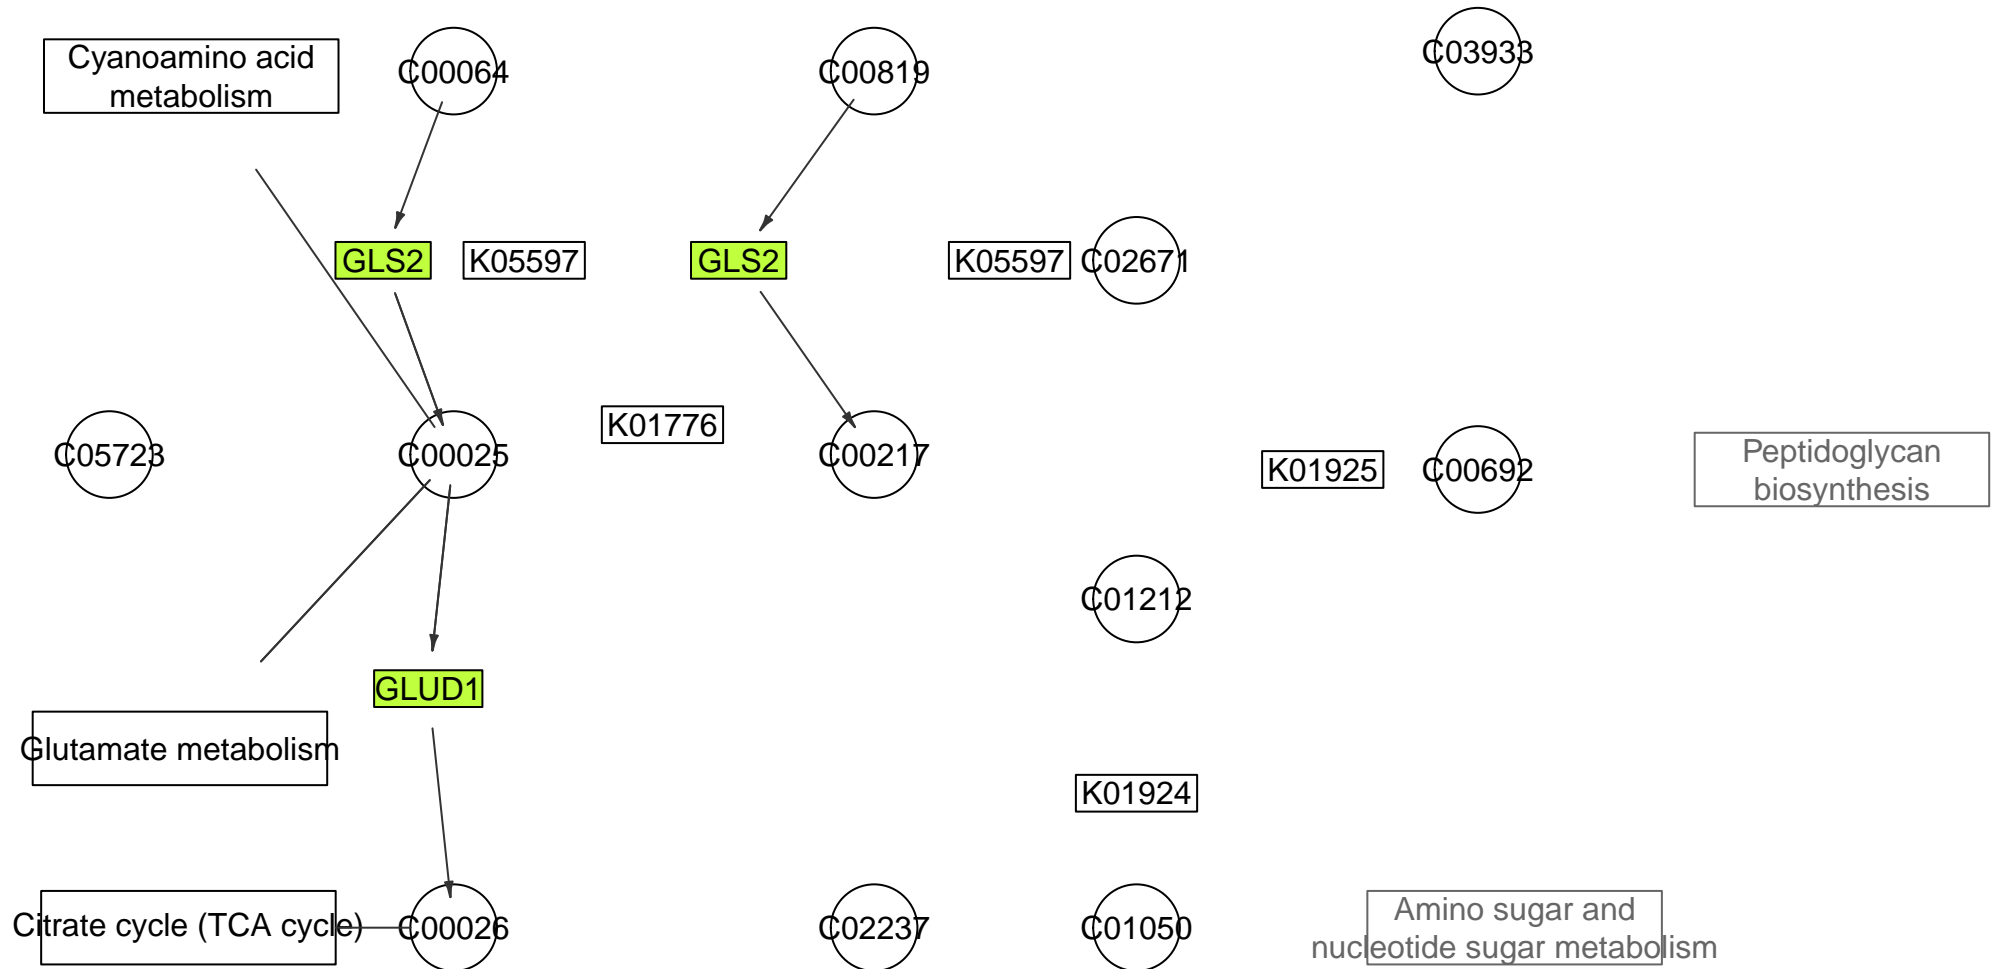 Cyanoamino acid
metabolism
C00064
C00819
C03933
GLS2
K05597
GLS2
K05597
C02671
C05723
C00025
K01776
C00217
K01925
C00692
Peptidoglycan
biosynthesis
C01212
GLUD1
Glutamate metabolism
K01924
Citrate cycle (TCA cycle)
C00026
C02237
C01050
Amino sugar and
nucleotide sugar metabolism